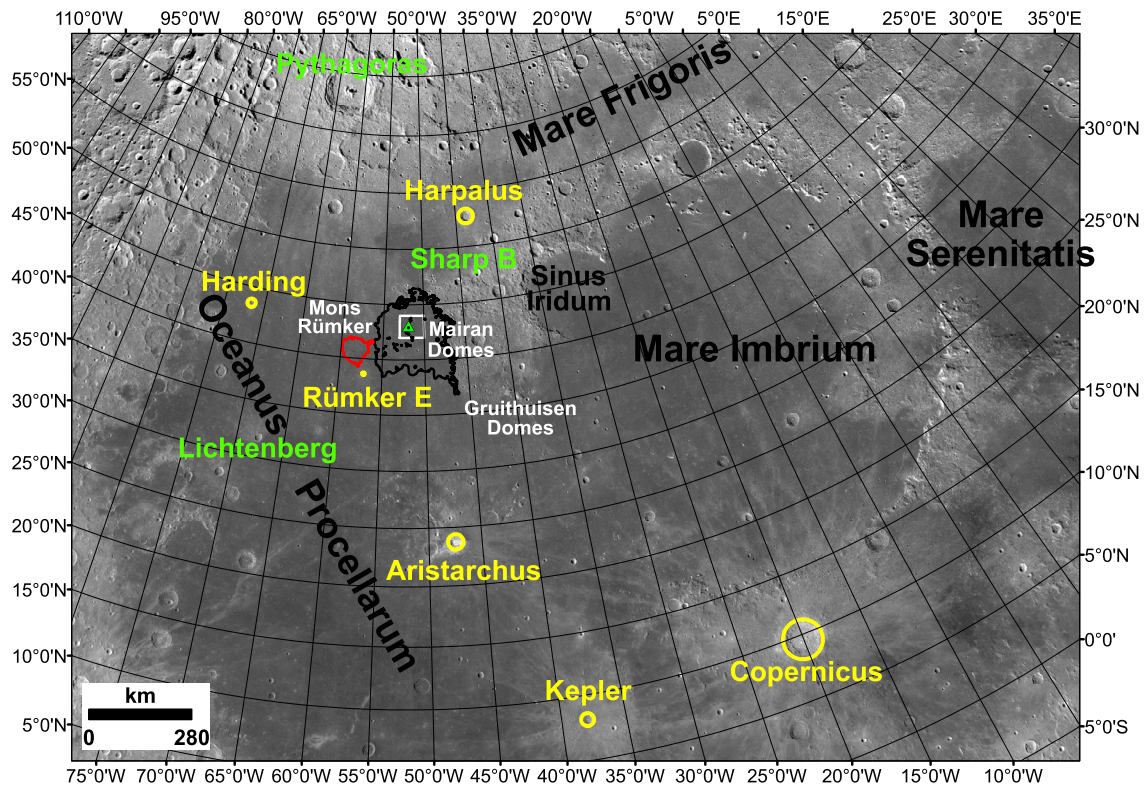 110°0'W 95°0'W 80°0'W 65°0'W 50°0'W 35°0'W 20°0'W 5°0'W 5°0'E 15°0'E 25°0'E 35°0'E
55°0'N
50°0'N
45°0'N
40°0'N
35°0'N
30°0'N
25°0'N
20°0'N
15°0'N
10°0'N
5°0'N
Pythagoras
Mare Frigoris
Harpalus
Sharp B
Harding
Mons
Rümker
Mairan
Domes
Sinus
Iridum
Mare
Serenitatis
Mare Imbrium
Oceanus
Procellarum
Rümker E
Gruithuisen
Domes
Lichtenberg
Aristarchus
Copernicus
Kepler
km
0 280
30°0'N
25°0'N
20°0'N
15°0'N
10°0'N
5°0'N
0°0'
5°0'S
75°0'W 70°0'W 65°0'W 60°0'W 55°0'W 50°0'W 45°0'W 40°0'W 35°0'W 30°0'W 25°0'W 20°0'W 15°0'W 10°0'W